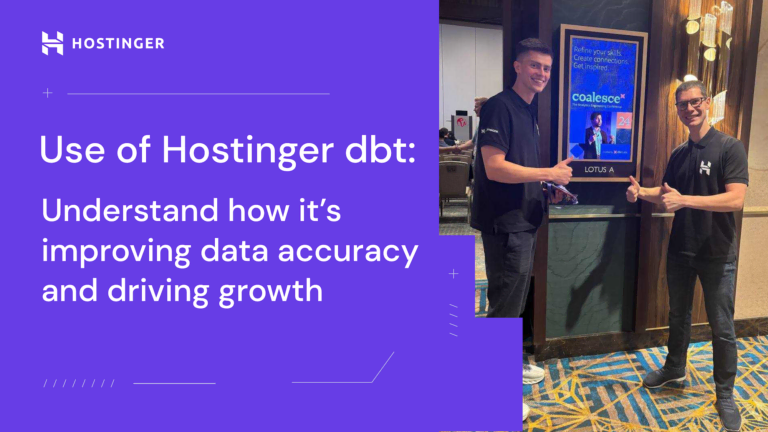 HOSTINGER
Use of Hostinger dbt:
Understand how it’s
improving data accuracy
and driving growth
Refine your skills.
Create connections.
Get inspired.
coalesce
LOTUS A